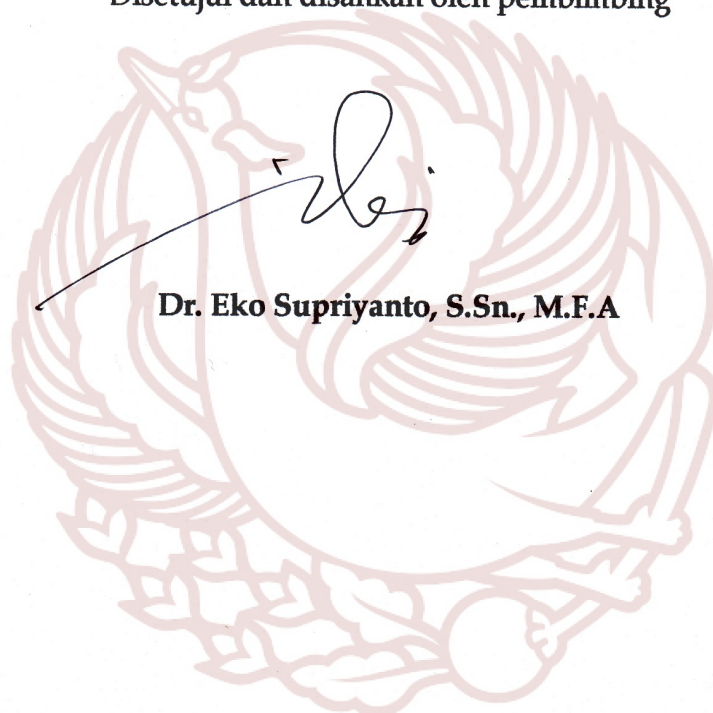 Disetujui dan disahkan oleh pembimbing
Dr. Eko Supriyanto, S.Sn., M.F.A